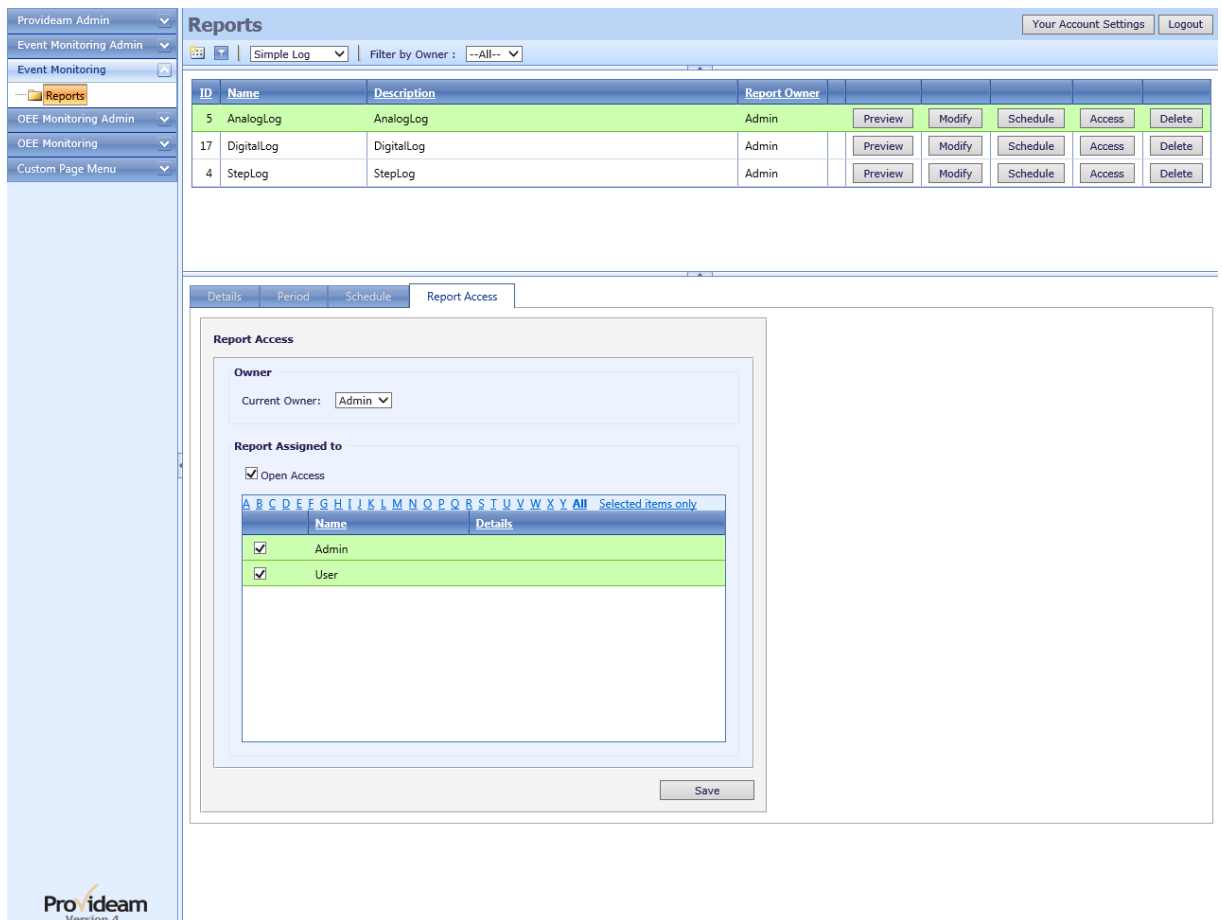 Provideam Admin
Event Monitoring Admin
Event Monitoring
Reports
OEE Monitoring Admin
OEE Monitoring
Custom Page Menu
Reports
Your Account Settings
Logout
Simple Log
Filter by Owner :
--All--
ID Name Description Report Owner
5 AnalogLog AnalogLog Admin Preview Modify Schedule Access Delete
17 DigitalLog DigitalLog Admin Preview Modify Schedule Access Delete
4 StepLog StepLog Admin Preview Modify Schedule Access Delete
Details Period Schedule Report Access
Report Access
Owner
Current Owner: Admin
Report Assigned to
Open Access
A B C D E F G H I J K L M N O P Q R S T U V W X Y All Selected items only
Name Details
Admin
User
Save
Provideam
Version 4